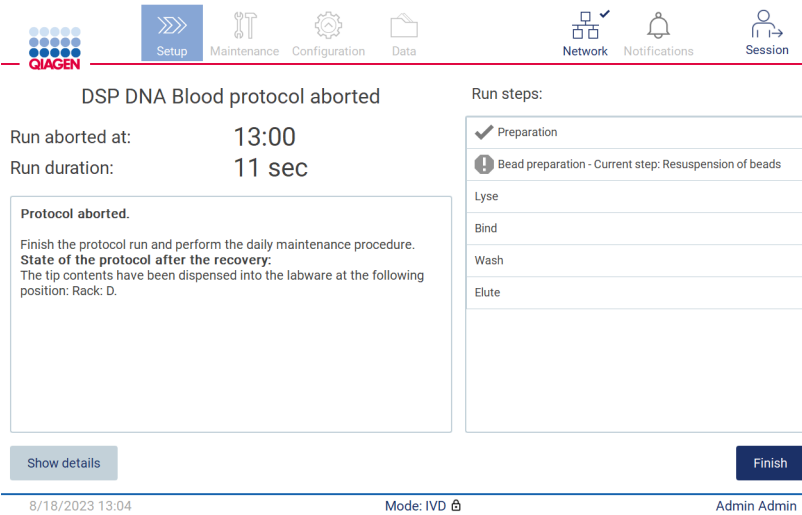 QIAGEN
Setup
Maintenance
Configuration
Data
Network
Notifications
Session
DSP DNA Blood protocol aborted
Run aborted at: 13:00
Run duration: 11 sec
Protocol aborted.
Finish the protocol run and perform the daily maintenance procedure.
State of the protocol after the recovery:
The tip contents have been dispensed into the labware at the following
position: Rack: D.
Show details
Run steps:
Preparation
Bead preparation - Current step: Resuspension of beads
Lyse
Bind
Wash
Elute
Finish
8/18/2023 13:04
Mode: IVD
Admin Admin